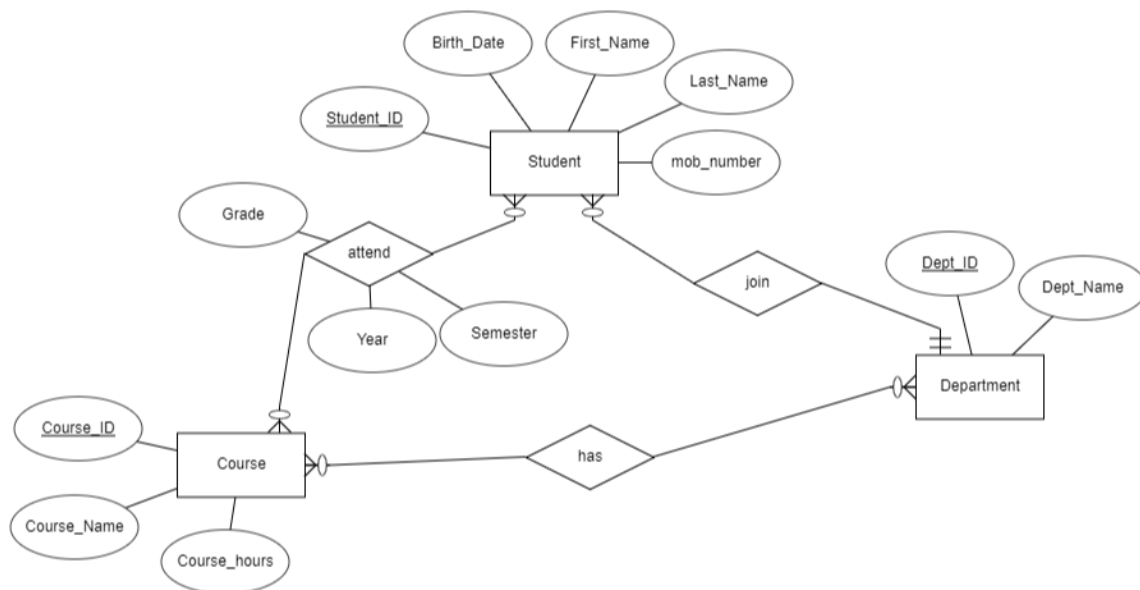 Birth_Date
First_Name
Last_Name
Student_ID
Student
mob_number
Grade
attend
join
Dept_ID
Dept_Name
Year
Semester
Department
Course_ID
Course
has
Course_Name
Course_hours